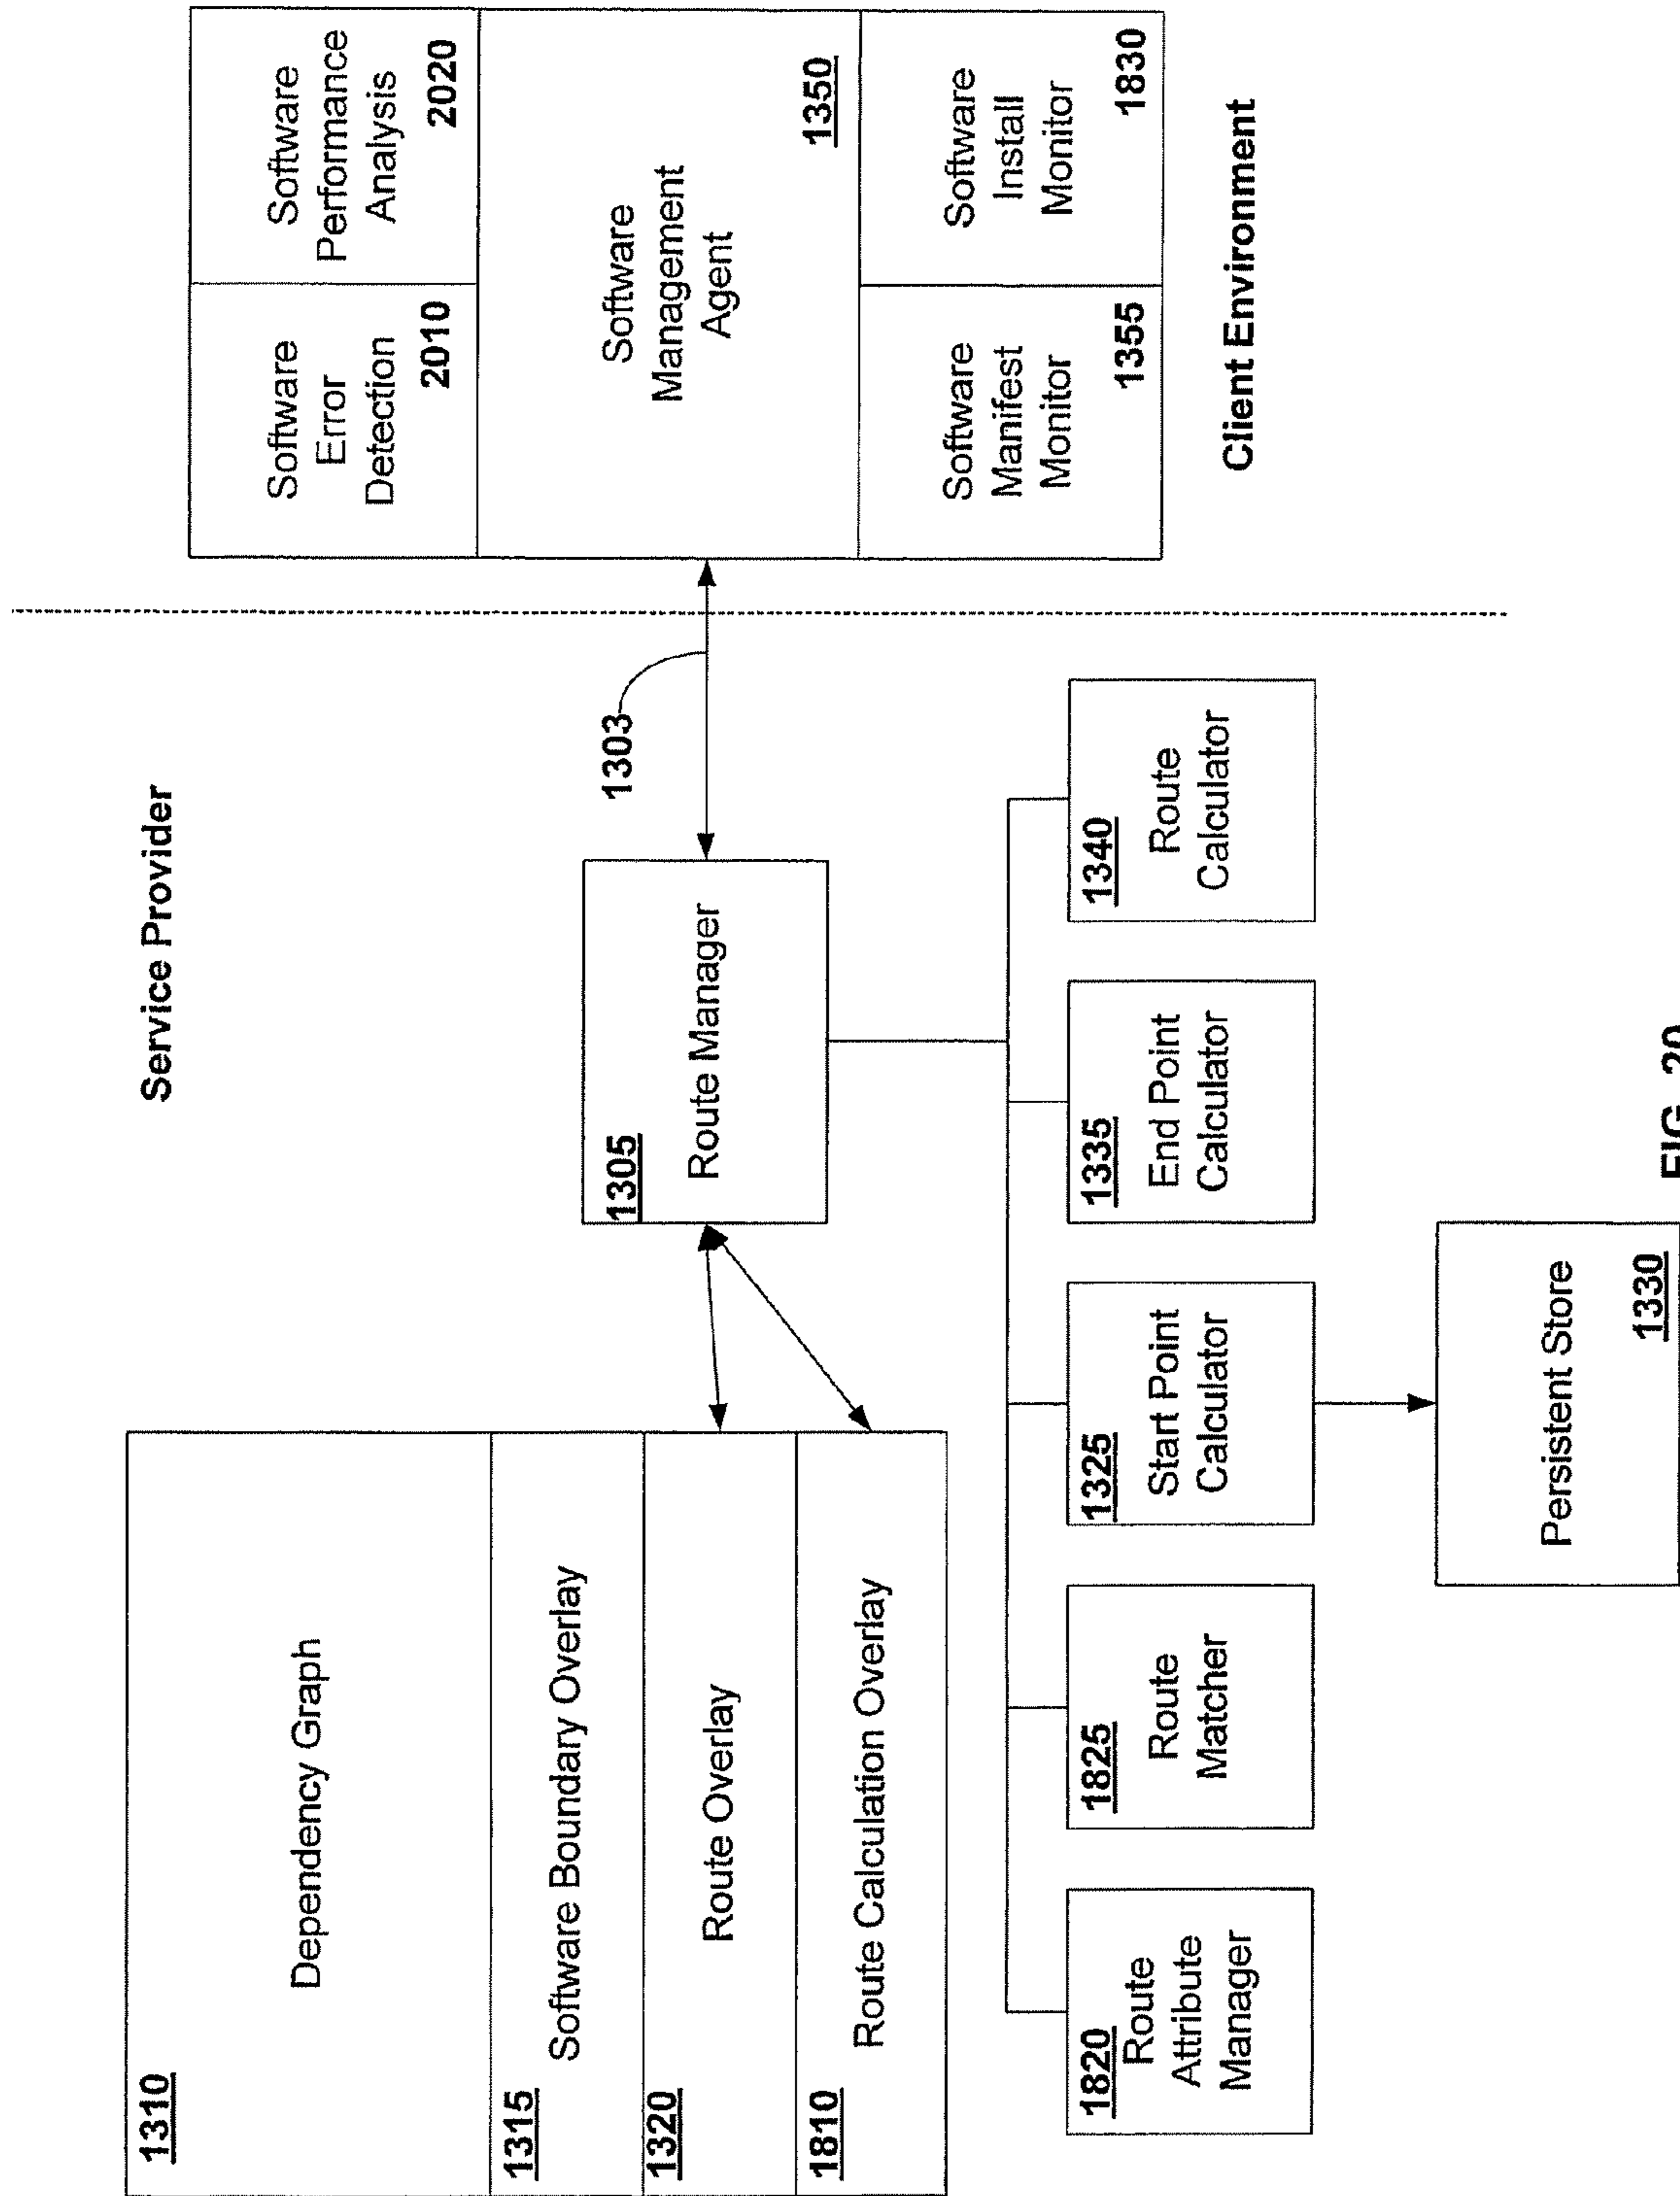 Service Provider
1310
Dependency Graph
1315
Software Boundary Overlay
1320
Route Overlay
1810
Route Calculation Overlay
1305
Route Manager
1303
1820
Route
Attribute
Manager
1825
Route
Matcher
1325
Start Point
Calculator
1335
End Point
Calculator
1340
Route
Calculator
Persistent Store
1330
Software
Error
Detection
2010
Software
Performance
Analysis
2020
Software
Management
Agent
1350
Software
Manifest
Monitor
1355
Software
Install
Monitor
1830
Client Environment
FIG. 20